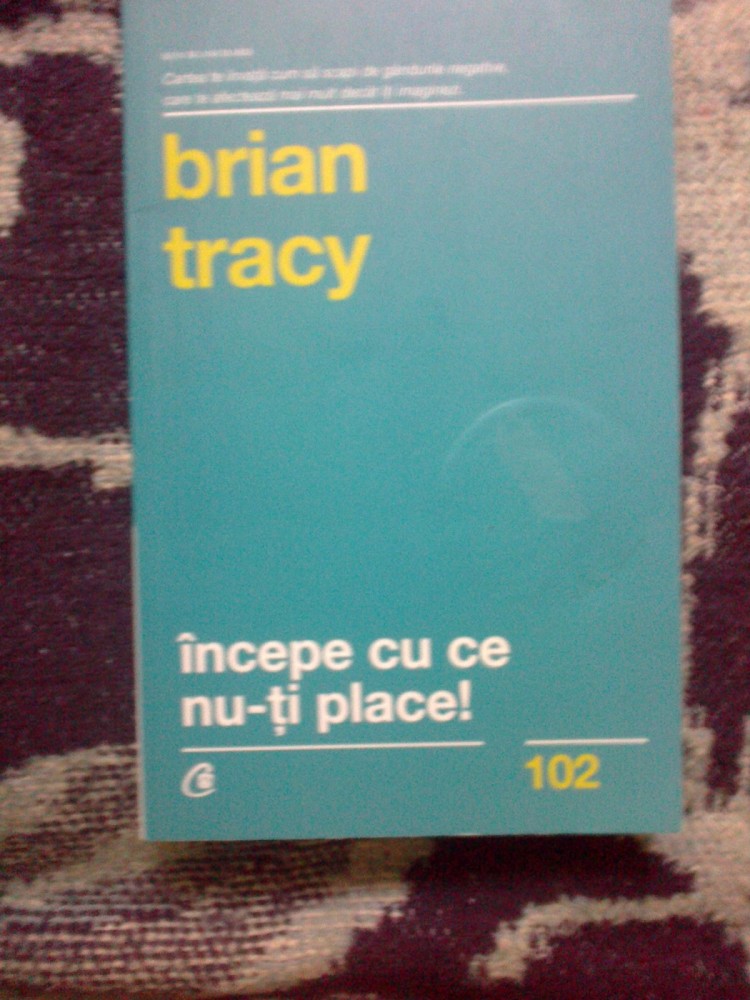 Cartea te învață cum să scapi de gândurile negative,
care te afectează mai mult decât îți imaginezi.
brian
tracy
începe cu ce
nu-ți place!
102